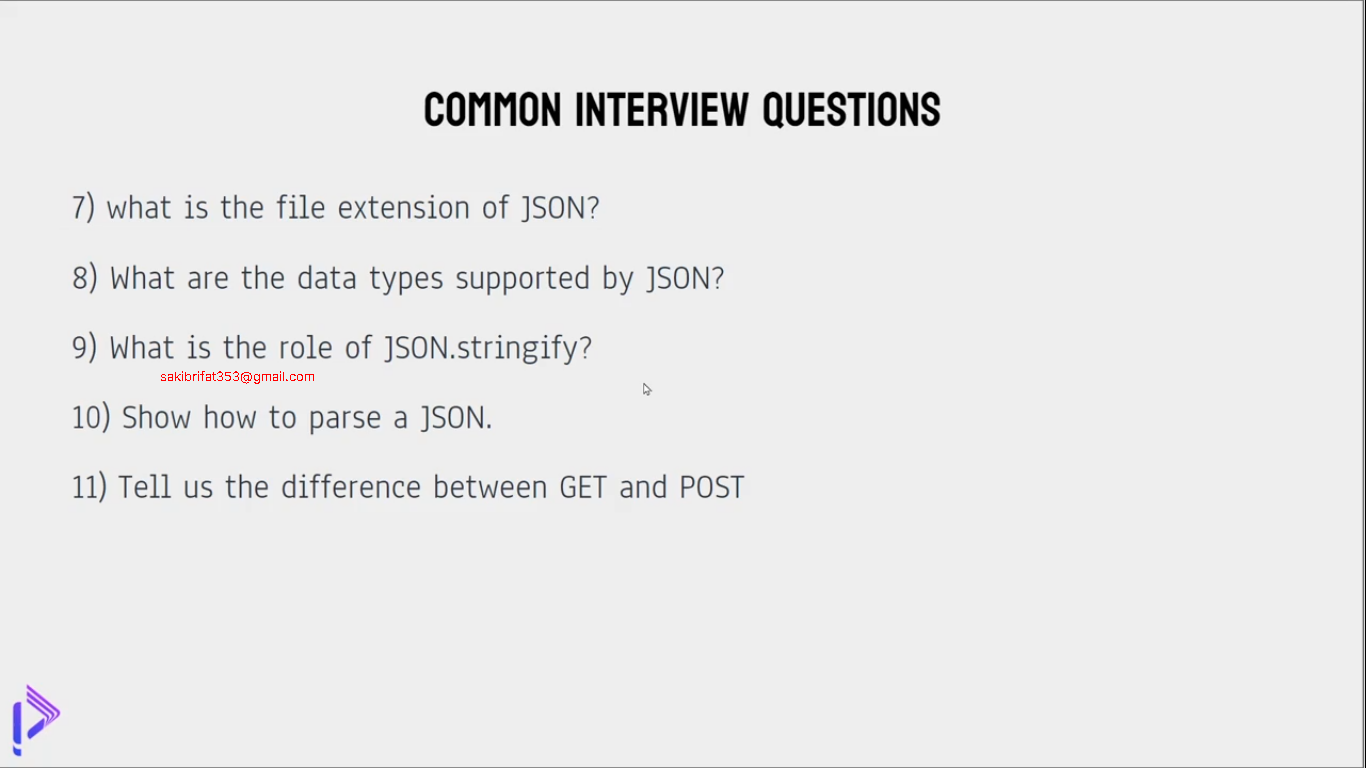 COMMON INTERVIEW QUESTIONS
7) what is the file extension of JSON?
8) What are the data types supported by JSON?
9) What is the role of JSON.stringify?
sakibrifat353@gmail.com
10) Show how to parse a JSON.
11) Tell us the difference between GET and POST